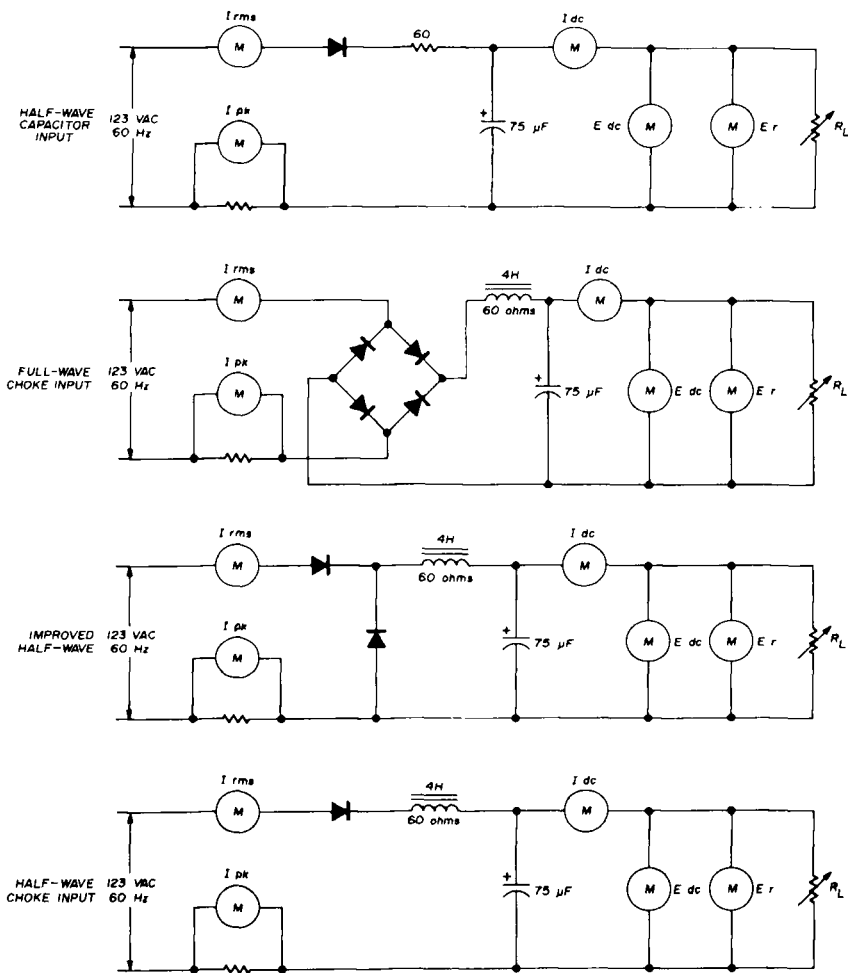 I rms
M
60
I dc
M
HALF-WAVE
CAPACITOR
INPUT
123 VAC
60 Hz
I pk
M
+
75 µF
E dc
M
M
E r
R L
I rms
M
4H
60 ohms
I dc
M
FULL-WAVE
CHOKE INPUT
123 VAC
60 Hz
I pk
M
+
75 µF
M
E dc
M
E r
R L
I rms
M
4H
60 ohms
I dc
M
IMPROVED
HALF-WAVE
123 VAC
60 Hz
I pk
M
+
75 µF
M
E dc
M
E r
R L
I rms
M
4H
60 ohms
I dc
M
HALF-WAVE
CHOKE INPUT
123 VAC
60 Hz
I pk
M
+
75 µF
M
E dc
M
E r
R L